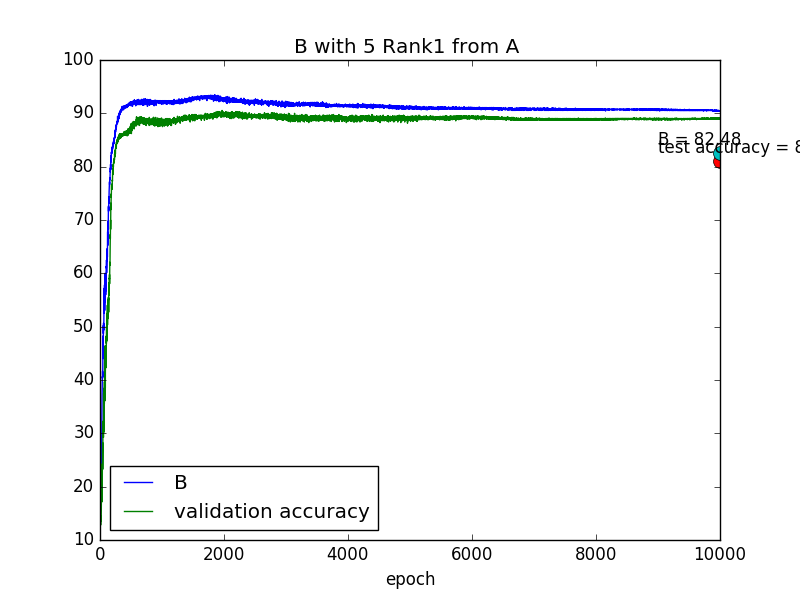 B with 5 Rank1 from A
100
90
80
70
60
50
40
30
20
10
B = 82.48
test accuracy = 8
B
validation accuracy
0 2000 4000 6000 8000 10000
epoch